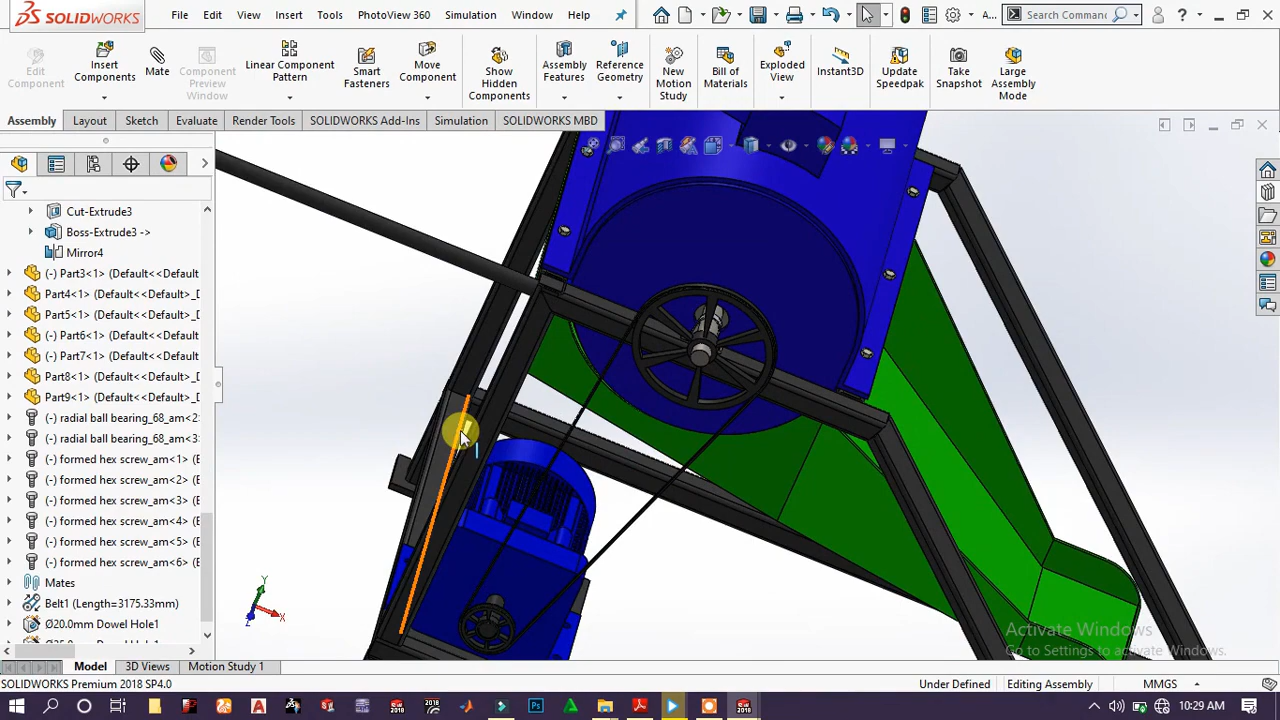 SOLIDWORKS File Edit View Insert Tools PhotoView 360 Simulation Window Help A... Search Comman ?
Edit Component
Insert Components
Mate
Component Preview Window
Linear Component Pattern
Smart Fasteners
Move Component
Show Hidden Components
Assembly Features
Reference Geometry
New Motion Study
Bill of Materials
Exploded View
Instant3D
Update Speedpak
Take Snapshot
Large Assembly Mode
Assembly Layout Sketch Evaluate Render Tools SOLIDWORKS Add-Ins Simulation SOLIDWORKS MBD
Cut-Extrude3
Boss-Extrude3 ->
Mirror4
(-) Part3<1> (Default<<Default
Part4<1> (Default<<Default>_D
Part5<1> (Default<<Default>_D
(-) Part6<1> (Default<<Default
(-) Part7<1> (Default<<Default
Part8<1> (Default<<Default>_D
Part9<1> (Default<<Default>_D
(-) radial ball bearing_68_am<2
(-) radial ball bearing_68_am<3
(-) formed hex screw_am<1> (E
(-) formed hex screw_am<2> (E
(-) formed hex screw_am<3> (E
(-) formed hex screw_am<4> (E
(-) formed hex screw_am<5> (E
(-) formed hex screw_am<6> (E
Mates
Belt1 (Length=3175.33mm)
Ø20.0mm Dowel Hole1
Y
X
Z
Activate Windows
Go to Settings to activate Windows.
Model 3D Views Motion Study 1
SOLIDWORKS Premium 2018 SP4.0 Under Defined Editing Assembly MMGS
10:29 AM